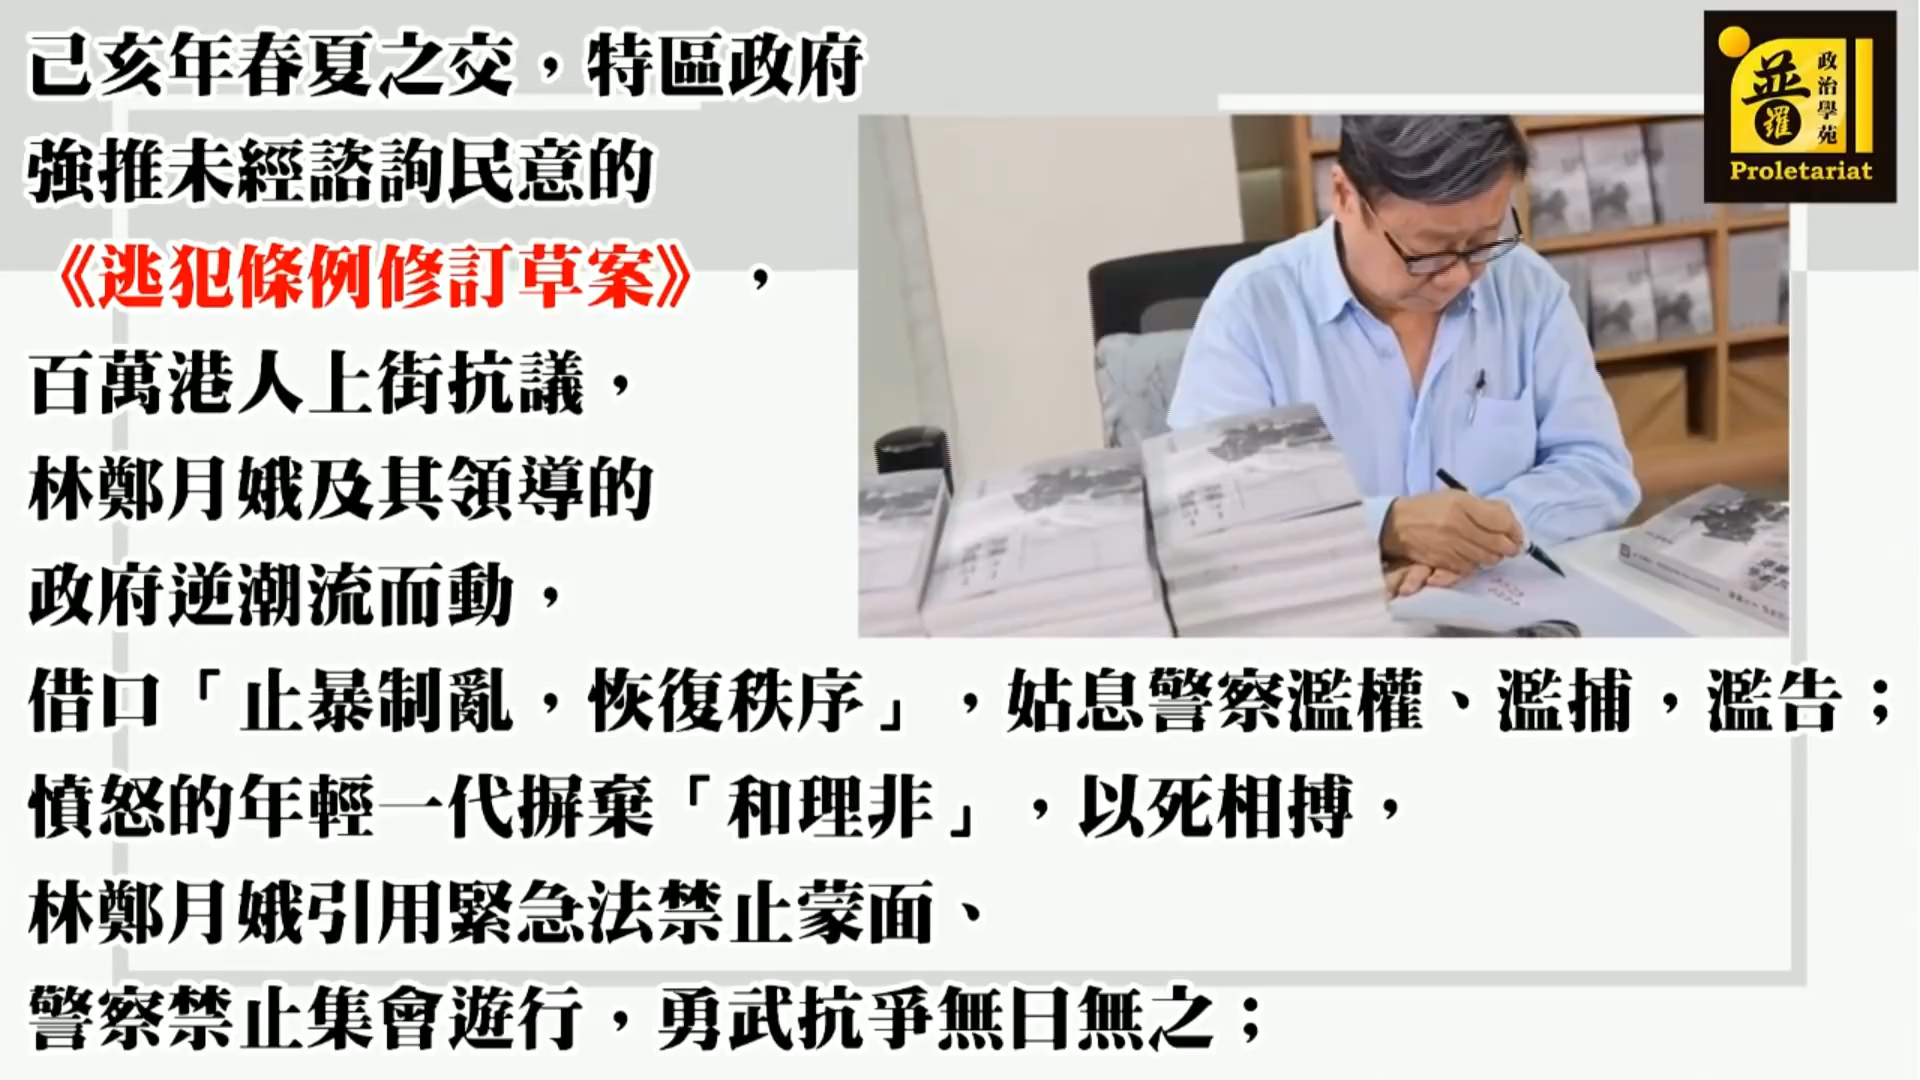 己亥年春夏之交，特區政府
強推未經諮詢民意的
《逃犯條例修訂草案》，
百萬港人上街抗議，
林鄭月娥及其領導的
政府逆潮流而動，
借口「止暴制亂，恢復秩序」，姑息警察濫權、濫捕，濫告；
憤怒的年輕一代摒棄「和理非」，以死相搏，
林鄭月娥引用緊急法禁止蒙面、
警察禁止集會遊行，勇武抗爭無日無之；
普羅
政治學苑
Proletariat